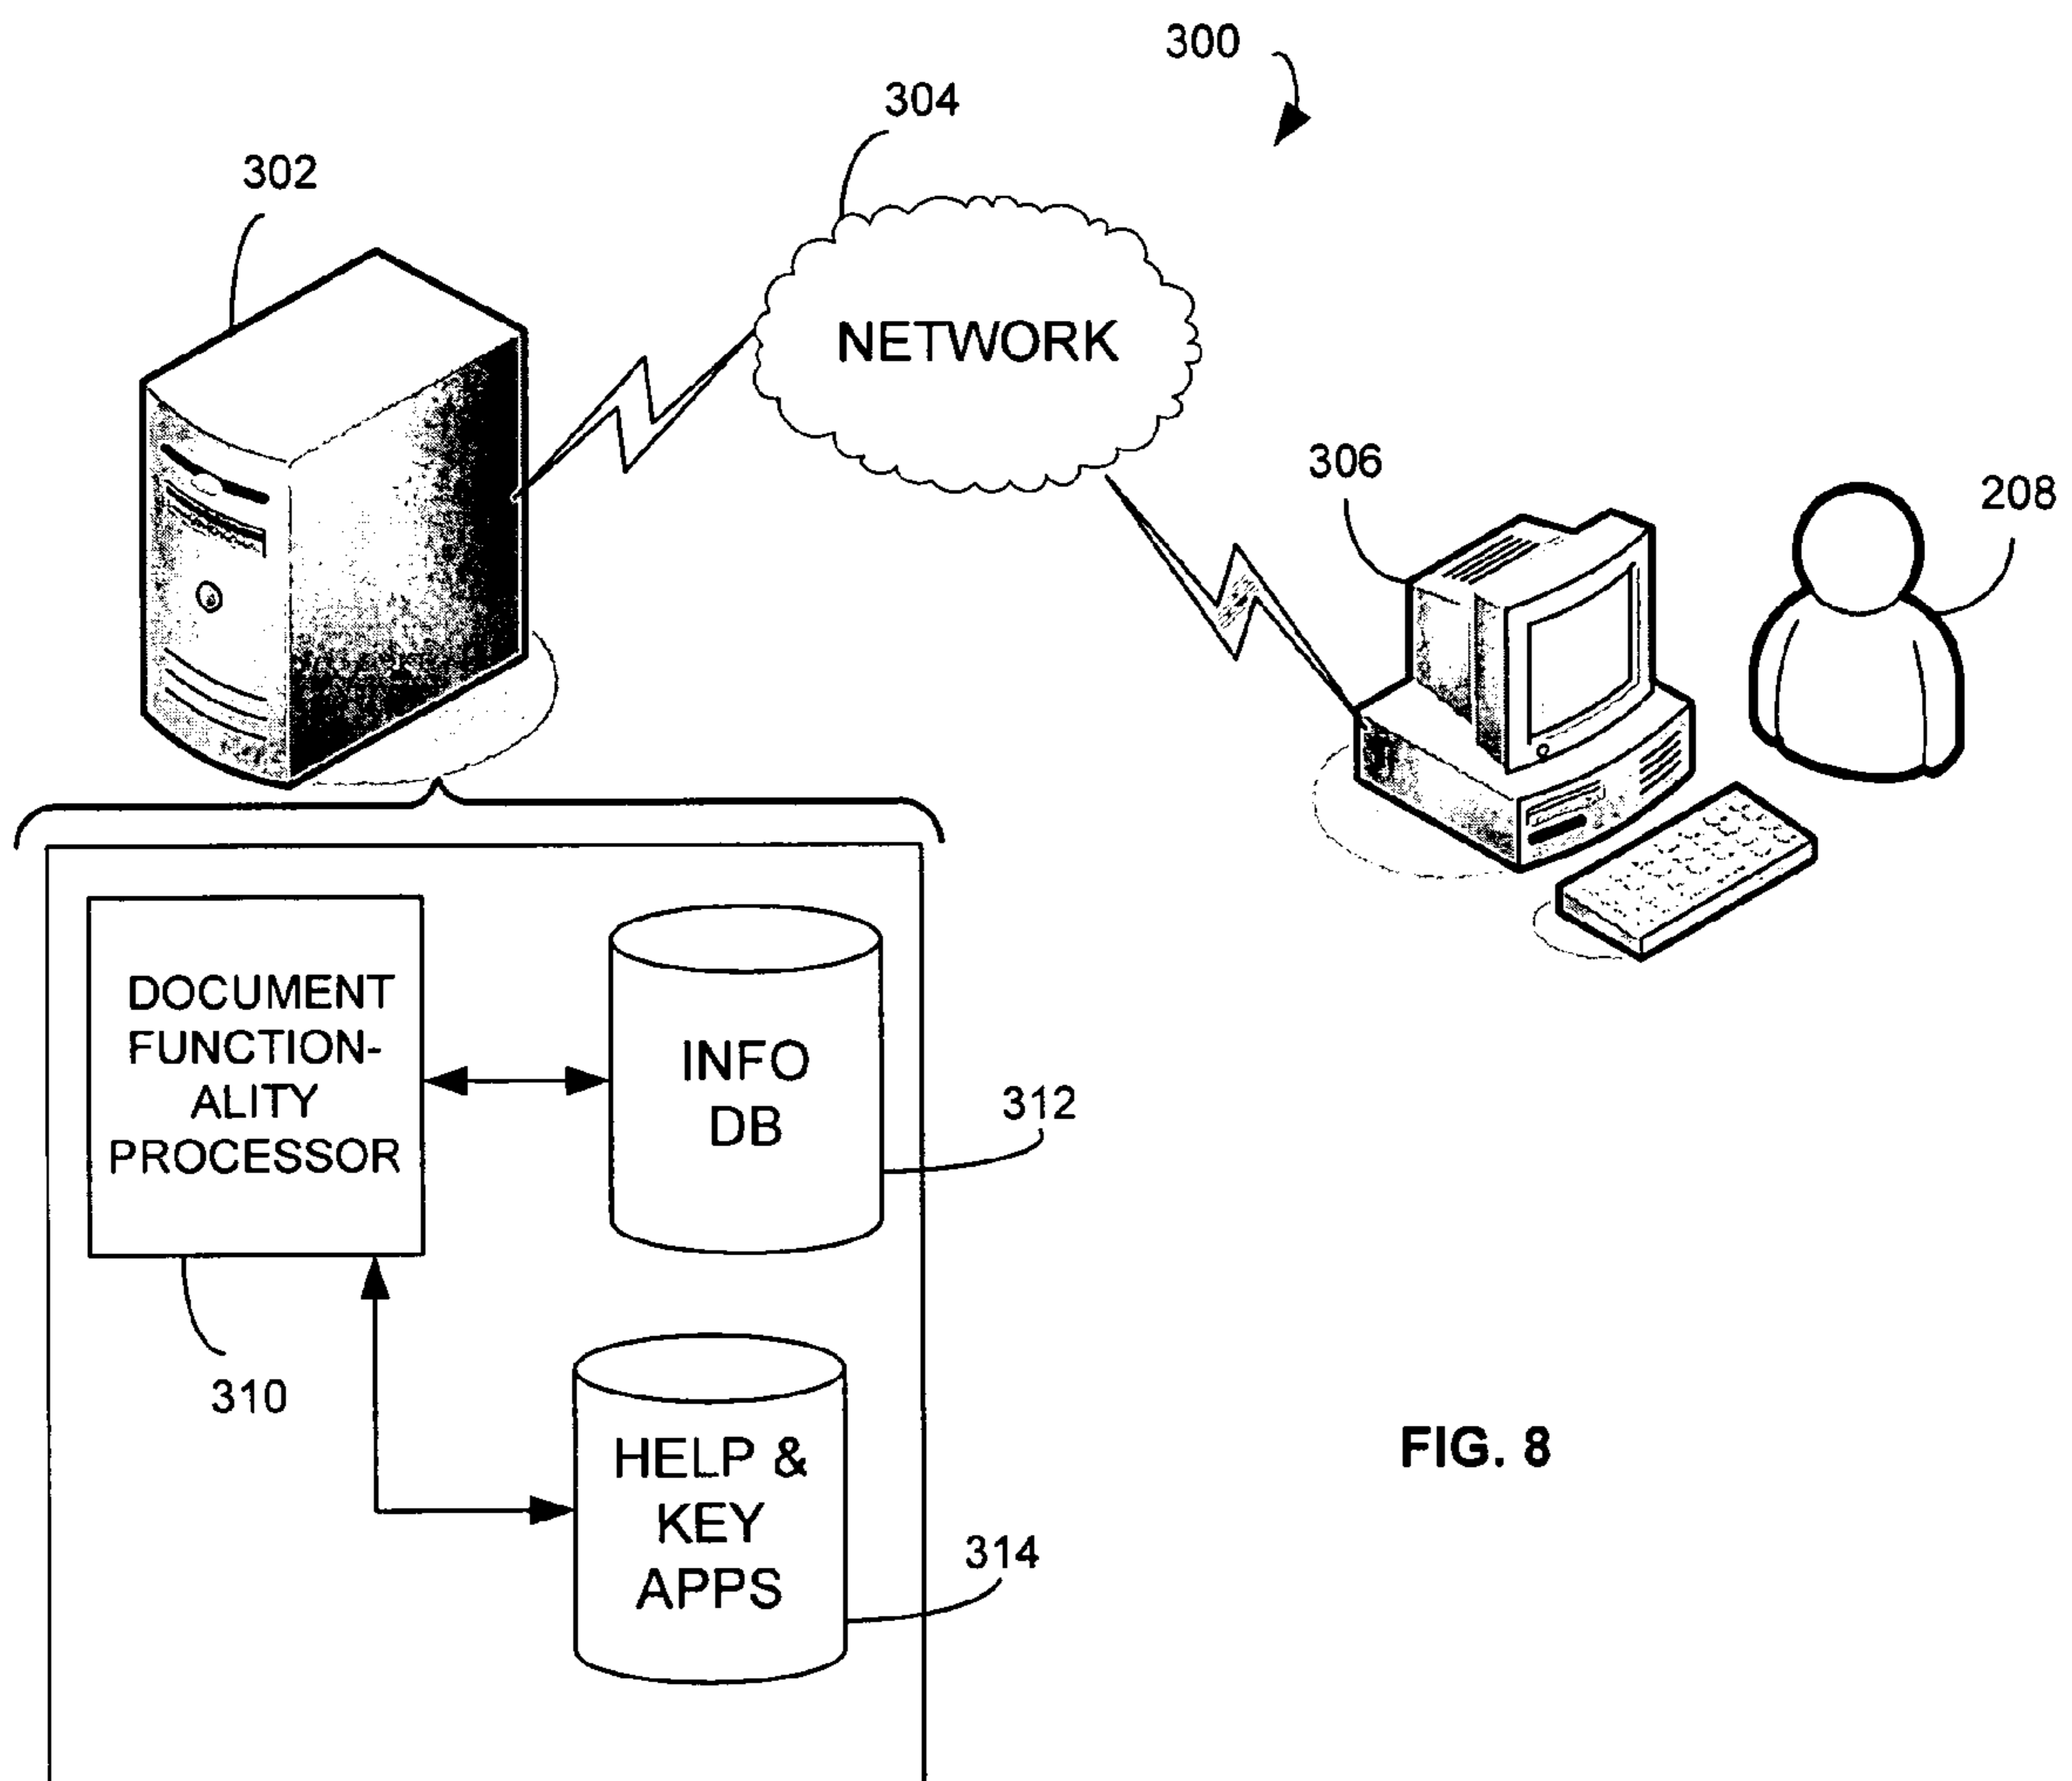 300
304
302
NETWORK
306
208
DOCUMENT
FUNCTION-
ALITY
PROCESSOR
INFO
DB
312
310
HELP &
KEY
APPS
314
FIG. 8